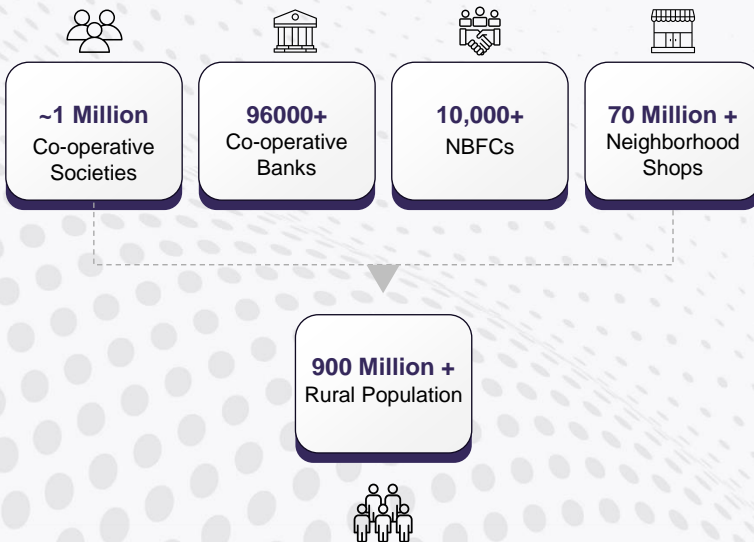 ~1 Million
Co-operative
Societies
96000+
Co-operative
Banks
10,000+
NBFCs
70 Million +
Neighborhood
Shops
900 Million +
Rural Population